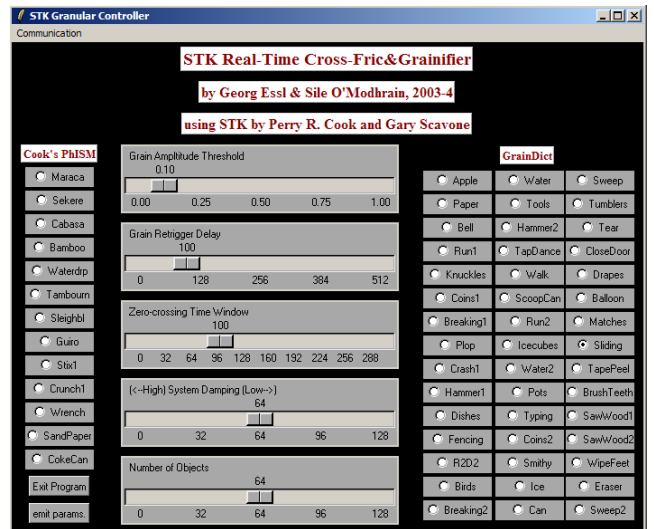 STK Granular Controller
Communication
STK Real-Time Cross-Fric&Grainifier
by Georg Essl & Sile O'Modhrain, 2003-4
using STK by Perry R. Cook and Gary Scavone
Cook's PhISM
Maraca
Sekere
Cabasa
Bamboo
Waterdrp
Tambourn
Sleighbl
Guiro
Stix1
Crunch1
Wrench
SandPaper
CokeCan
Exit Program
emit params.
Grain Ampltitude Threshold
0.10
0.00 0.25 0.50 0.75 1.00
Grain Retrigger Delay
100
0 128 256 384 512
Zero-crossing Time Window
100
0 32 64 96 128 160 192 224 256 288
(<--High) System Damping (Low-->)
64
0 32 64 96 128
Number of Objects
64
0 32 64 96 128
GrainDict
Apple Water Sweep
Paper Tools Tumblers
Bell Hammer2 Tear
Run1 TapDance CloseDoor
Knuckles Walk Drapes
Coins1 ScoopCan Balloon
Breaking1 Run2 Matches
Plop Icecubes Sliding
Crash1 Water2 TapePeel
Hammer1 Pots BrushTeeth
Dishes Typing SawWood1
Fencing Coins2 SawWood2
R2D2 Smithy WipeFeet
Birds Ice Eraser
Breaking2 Can Sweep2